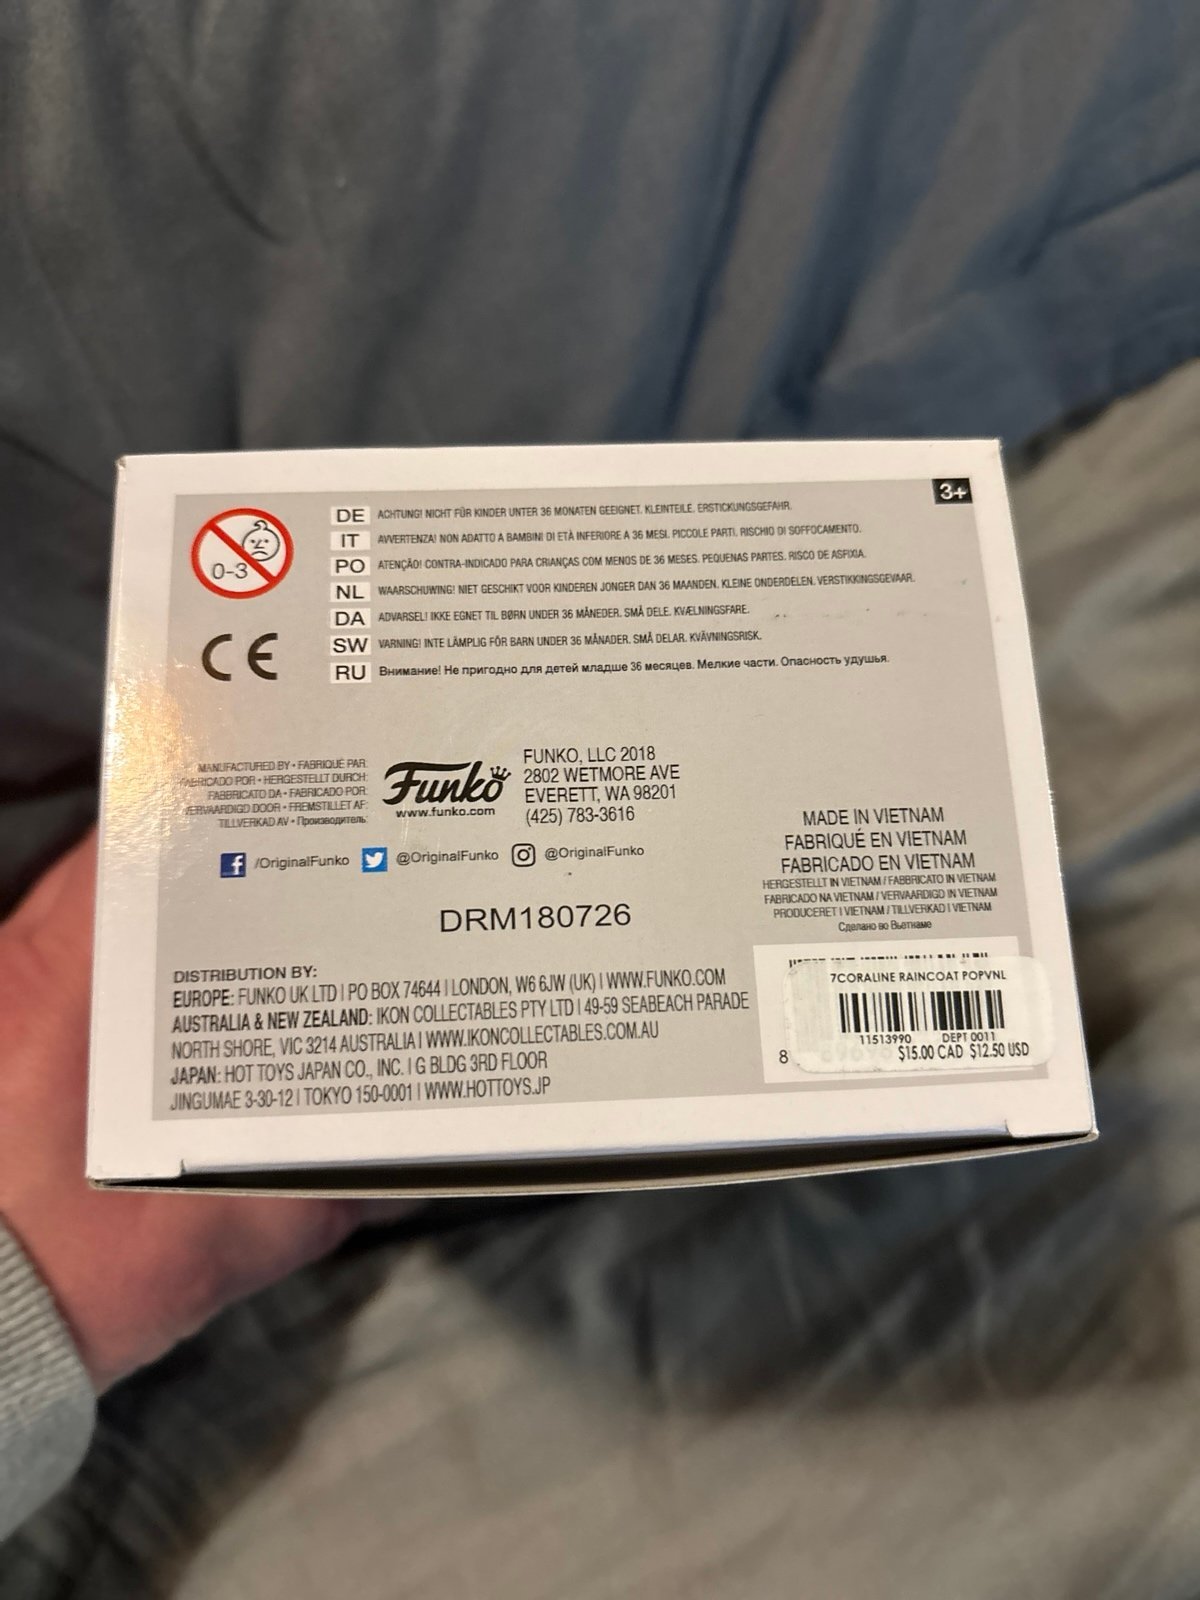 3+
0-3
CE
DE ACHTUNG! NICHT FÜR KINDER UNTER 36 MONATEN GEEIGNET. KLEINTEILE. ERSTICKUNGSGEFAHR.
IT AVVERTENZA! NON ADATTO A BAMBINI DI ETÀ INFERIORE A 36 MESI. PICCOLE PARTI. RISCHIO DI SOFFOCAMENTO.
PO ATENÇÃO! CONTRA-INDICADO PARA CRIANÇAS COM MENOS DE 36 MESES. PEQUENAS PARTES. RISCO DE ASFIXIA.
NL WAARSCHUWING! NIET GESCHIKT VOOR KINDEREN JONGER DAN 36 MAANDEN. KLEINE ONDERDELEN. VERSTIKKINGSGEVAAR.
DA ADVARSEL! IKKE EGNET TIL BØRN UNDER 36 MÅNEDER. SMÅ DELE. KVÆLNINGSFARE.
SW VARNING! INTE LÄMPLIG FÖR BARN UNDER 36 MÅNADER. SMÅ DELAR. KVÄVNINGSRISK.
RU Внимание! Не пригодно для детей младше 36 месяцев. Мелкие части. Опасность удушья.
MANUFACTURED BY • FABRIQUÉ PAR:
FABRICADO POR • HERGESTELLT DURCH:
FABBRICATO DA • FABRICADO POR:
VERVAARDIGD DOOR • FREMSTILLET AF:
TILLVERKAD AV • Производитель:
Funko
www.funko.com
FUNKO, LLC 2018
2802 WETMORE AVE
EVERETT, WA 98201
(425) 783-3616
/OriginalFunko @OriginalFunko @OriginalFunko
DRM180726
MADE IN VIETNAM
FABRIQUÉ EN VIETNAM
FABRICADO EN VIETNAM
HERGESTELLT IN VIETNAM / FABBRICATO IN VIETNAM
FABRICADO NA VIETNAM / VERVAARDIGD IN VIETNAM
PRODUCERET I VIETNAM / TILLVERKAD I VIETNAM
Сделано во Вьетнаме
DISTRIBUTION BY:
EUROPE: FUNKO UK LTD | PO BOX 74644 | LONDON, W6 6JW (UK) | WWW.FUNKO.COM
AUSTRALIA & NEW ZEALAND: IKON COLLECTABLES PTY LTD | 49-59 SEABEACH PARADE
NORTH SHORE, VIC 3214 AUSTRALIA | WWW.IKONCOLLECTABLES.COM.AU
JAPAN: HOT TOYS JAPAN CO., INC. | G BLDG 3RD FLOOR
JINGUMAE 3-30-12 | TOKYO 150-0001 | WWW.HOTTOYS.JP
7CORALINE RAINCOAT POPVNL
11513990 DEPT 0011
8 $15.00 CAD $12.50 USD